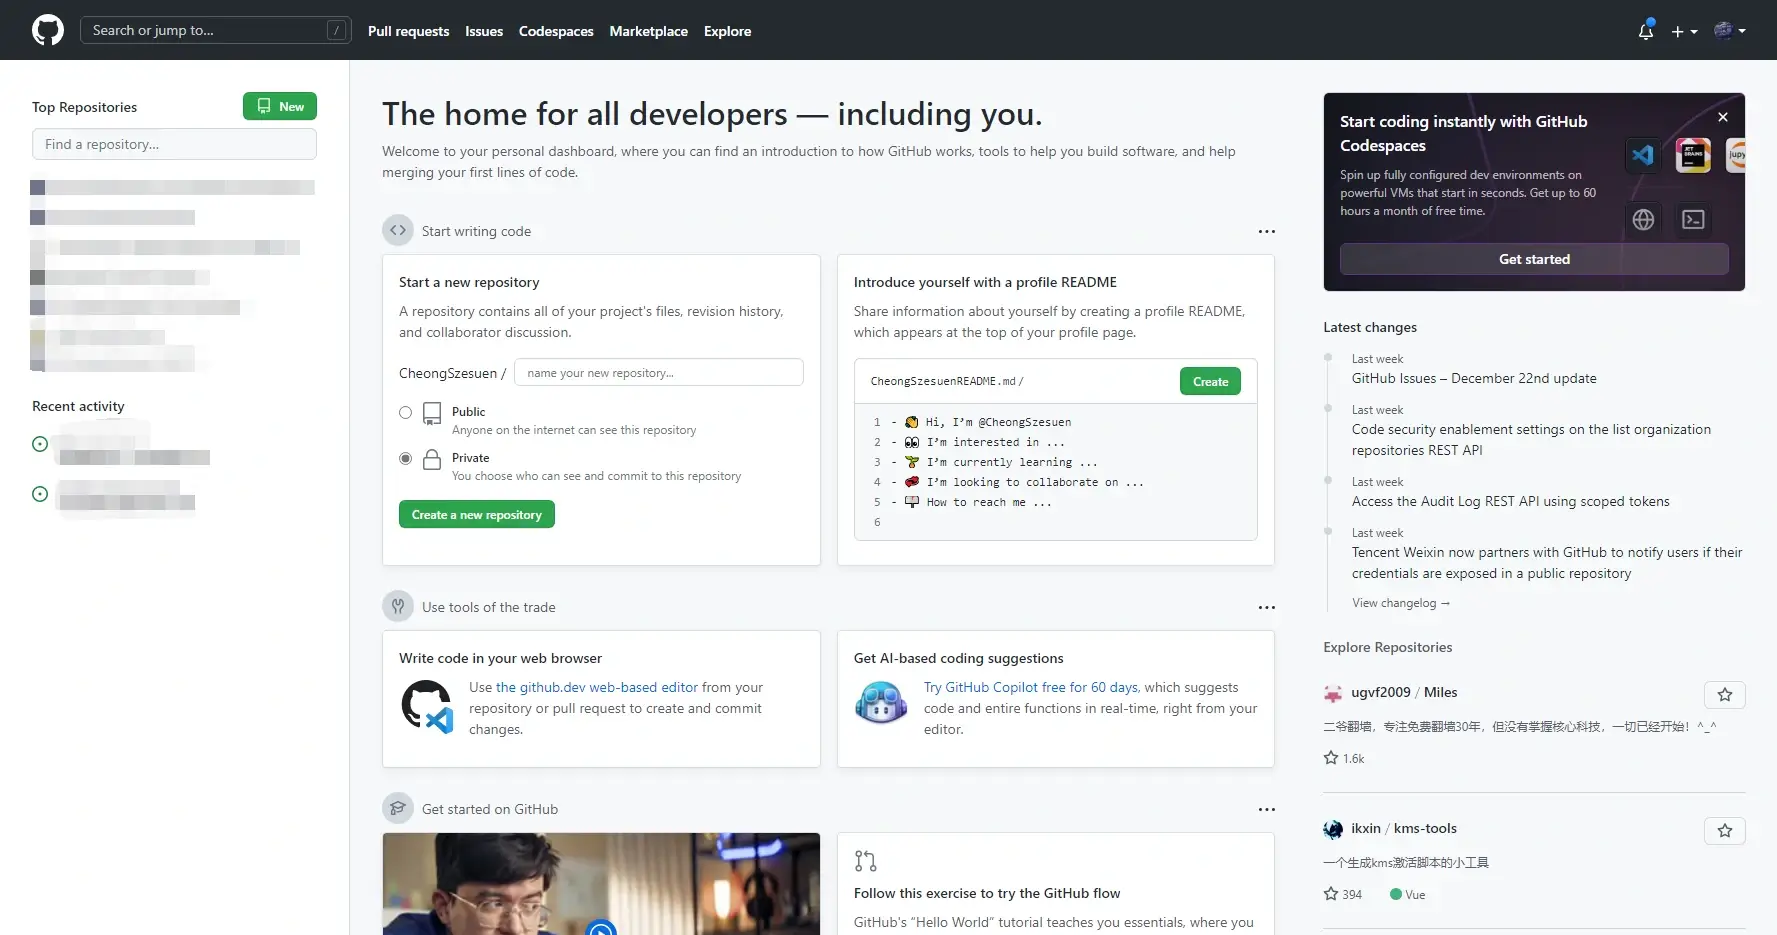 Search or jump to...
/
Pull requests
Issues
Codespaces
Marketplace
Explore
Top Repositories
New
Find a repository...
Recent activity
The home for all developers — including you.
Welcome to your personal dashboard, where you can find an introduction to how GitHub works, tools to help you build software, and help
merging your first lines of code.
Start writing code
Start a new repository
A repository contains all of your project's files, revision history,
and collaborator discussion.
CheongSzesuen /
name your new repository...
Public
Anyone on the internet can see this repository
Private
You choose who can see and commit to this repository
Create a new repository
Introduce yourself with a profile README
Share information about yourself by creating a profile README,
which appears at the top of your profile page.
CheongSzesuenREADME.md/
Create
1 - 👋 Hi, I’m @CheongSzesuen
2 - 👀 I’m interested in ...
3 - 🌱 I’m currently learning ...
4 - 💞️ I’m looking to collaborate on ...
5 - 📫 How to reach me ...
6
Use tools of the trade
Write code in your web browser
Use the github.dev web-based editor from your
repository or pull request to create and commit
changes.
Get AI-based coding suggestions
Try GitHub Copilot free for 60 days, which suggests
code and entire functions in real-time, right from your
editor.
Get started on GitHub
Follow this exercise to try the GitHub flow
GitHub's “Hello World” tutorial teaches you essentials, where you
Start coding instantly with GitHub
Codespaces
Spin up fully configured dev environments on
powerful VMs that start in seconds. Get up to 60
hours a month of free time.
JET
BRAINS
jupy
Get started
Latest changes
Last week
GitHub Issues – December 22nd update
Last week
Code security enablement settings on the list organization
repositories REST API
Last week
Access the Audit Log REST API using scoped tokens
Last week
Tencent Weixin now partners with GitHub to notify users if their
credentials are exposed in a public repository
View changelog →
Explore Repositories
ugvf2009 / Miles
二爷翻墙，专注免费翻墙30年，但没有掌握核心科技，一切已经开始！^_^
1.6k
ikxin / kms-tools
一个生成kms激活脚本的小工具
394
Vue